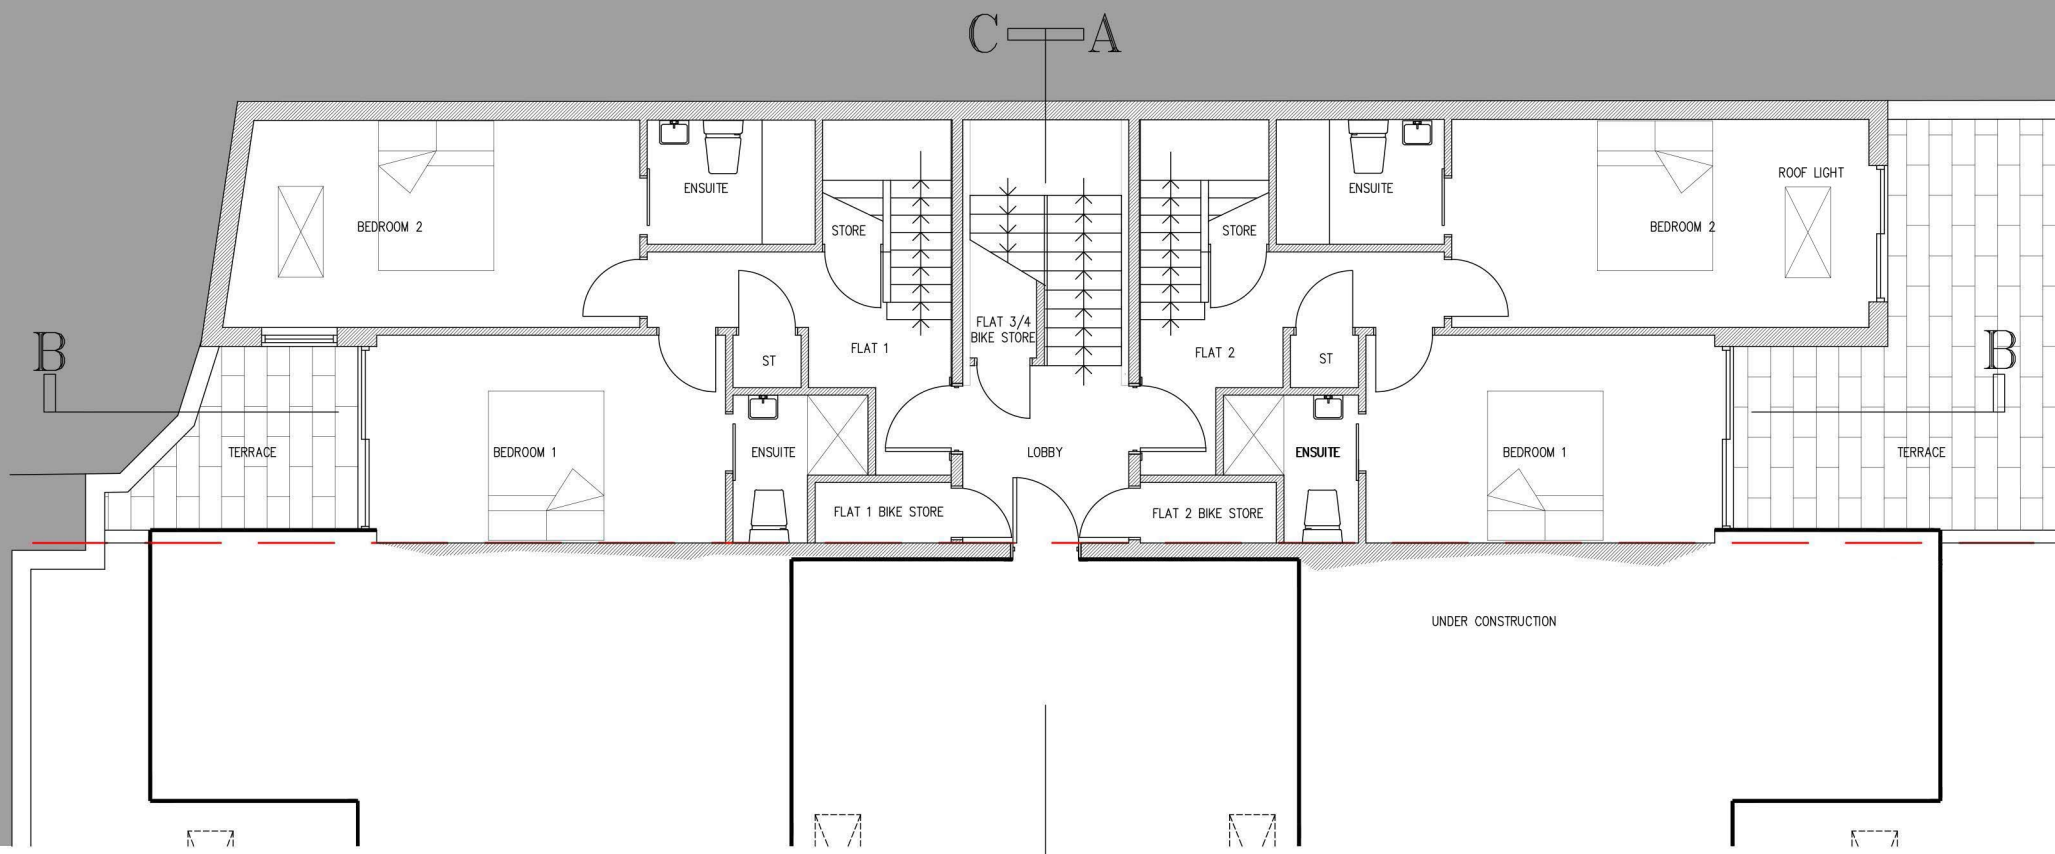 C A
ROOF LIGHT
ENSUITE
ENSUITE
BEDROOM 2
STORE
STORE
BEDROOM 2
FLAT 3/4
BIKE STORE
B
FLAT 1
FLAT 2
B
ST
ST
TERRACE
BEDROOM 1
ENSUITE
LOBBY
ENSUITE
BEDROOM 1
TERRACE
FLAT 1 BIKE STORE
FLAT 2 BIKE STORE
UNDER CONSTRUCTION